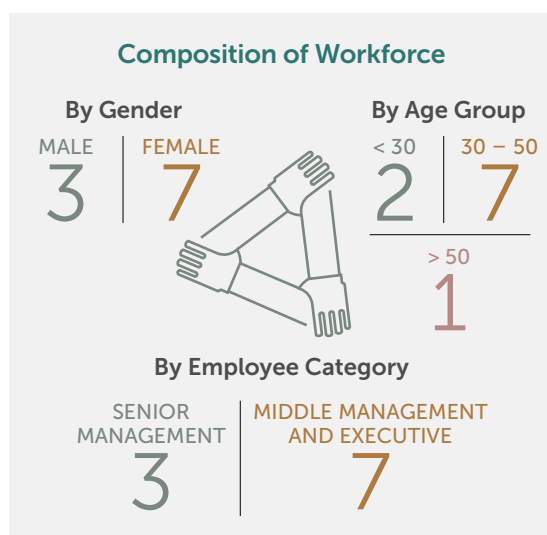 Composition of Workforce
By Gender
MALE
3
FEMALE
7
By Age Group
< 30
2
30 – 50
7
> 50
1
By Employee Category
SENIOR
MANAGEMENT
3
MIDDLE MANAGEMENT
AND EXECUTIVE
7